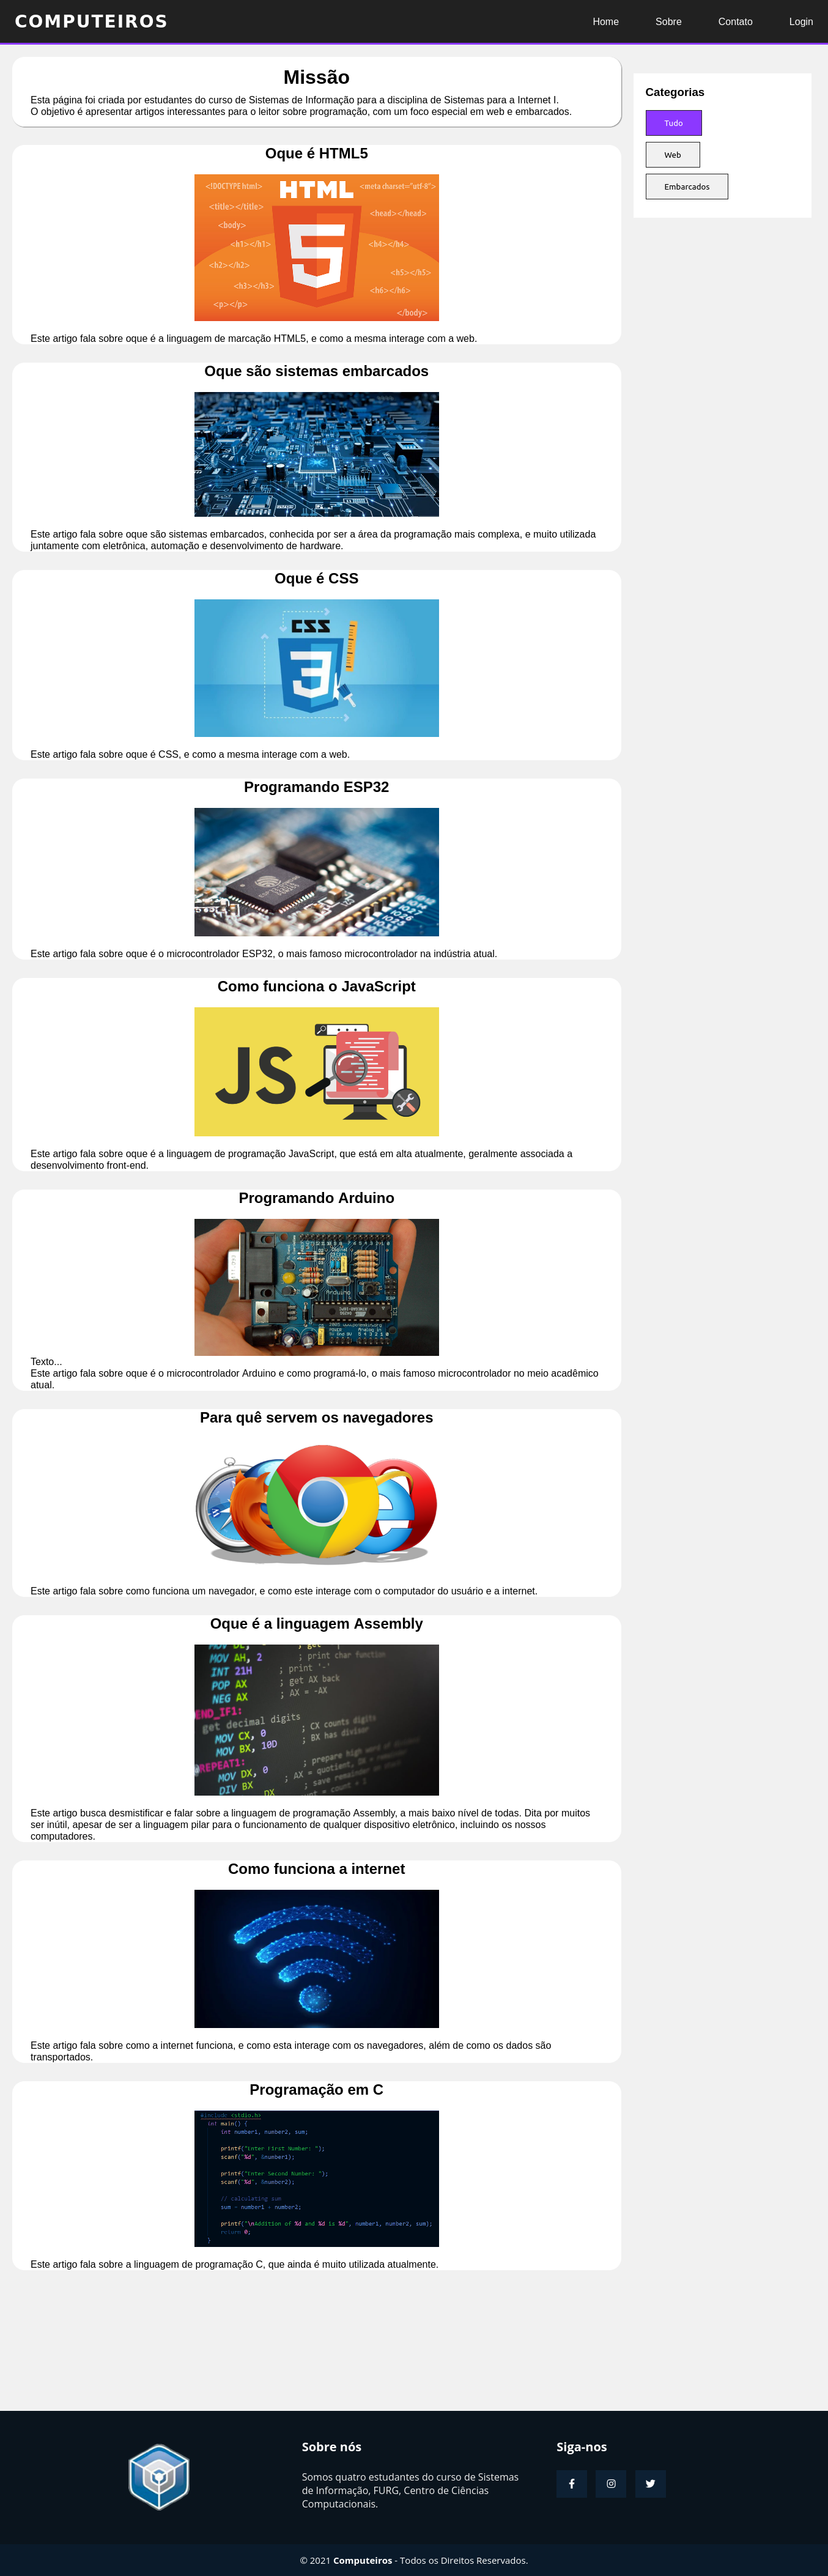 COMPUTEIROS
Home
Sobre
Contato
Login
Missão
Esta página foi criada por estudantes do curso de Sistemas de Informação para a disciplina de Sistemas para a Internet I.
O objetivo é apresentar artigos interessantes para o leitor sobre programação, com um foco especial em web e embarcados.
Categorias
Tudo
Web
Embarcados
Oque é HTML5
<!DOCTYPE html>
HTML
<meta charset="utf-8">
<title></title>
<head></head>
<body>
<h1></h1>
<h4></h4>
<h2></h2>
<h5></h5>
<h3></h3>
<h6></h6>
<p></p>
</body>
5
Este artigo fala sobre oque é a linguagem de marcação HTML5, e como a mesma interage com a web.
Oque são sistemas embarcados
Este artigo fala sobre oque são sistemas embarcados, conhecida por ser a área da programação mais complexa, e muito utilizada
juntamente com eletrônica, automação e desenvolvimento de hardware.
Oque é CSS
CSS
3
Este artigo fala sobre oque é CSS, e como a mesma interage com a web.
Programando ESP32
Este artigo fala sobre oque é o microcontrolador ESP32, o mais famoso microcontrolador na indústria atual.
Como funciona o JavaScript
JS
Este artigo fala sobre oque é a linguagem de programação JavaScript, que está em alta atualmente, geralmente associada a
desenvolvimento front-end.
Programando Arduino
Arduino
Texto...
Este artigo fala sobre oque é o microcontrolador Arduino e como programá-lo, o mais famoso microcontrolador no meio acadêmico
atual.
Para quê servem os navegadores
Este artigo fala sobre como funciona um navegador, e como este interage com o computador do usuário e a internet.
Oque é a linguagem Assembly
MOV AH, 2 ; print char function
INT 21H ; print '-'
POP AX ; get AX back
NEG AX ; AX = -AX
END_IF1:
; get decimal digits
MOV CX, 0 ; CX counts digits
MOV BX, 10D ; BX has divisor
REPEAT1:
MOV DX, 0 ; prepare high word of
DIV BX ; AX = quotient, DX =
PUSH DX ; save remainder
; count = count + 1
Este artigo busca desmistificar e falar sobre a linguagem de programação Assembly, a mais baixo nível de todas. Dita por muitos
ser inútil, apesar de ser a linguagem pilar para o funcionamento de qualquer dispositivo eletrônico, incluindo os nossos
computadores.
Como funciona a internet
Este artigo fala sobre como a internet funciona, e como esta interage com os navegadores, além de como os dados são
transportados.
Programação em C
#include <stdio.h>
int main() {
int number1, number2, sum;
printf("Enter First Number: ");
scanf("%d", &number1);
printf("Enter Second Number: ");
scanf("%d", &number2);
// calculating sum
sum = number1 + number2;
printf("\nAddition of %d and %d is %d", number1, number2, sum);
return 0;
}
Este artigo fala sobre a linguagem de programação C, que ainda é muito utilizada atualmente.
Sobre nós
Somos quatro estudantes do curso de Sistemas
de Informação, FURG, Centro de Ciências
Computacionais.
Siga-nos
© 2021 Computeiros - Todos os Direitos Reservados.